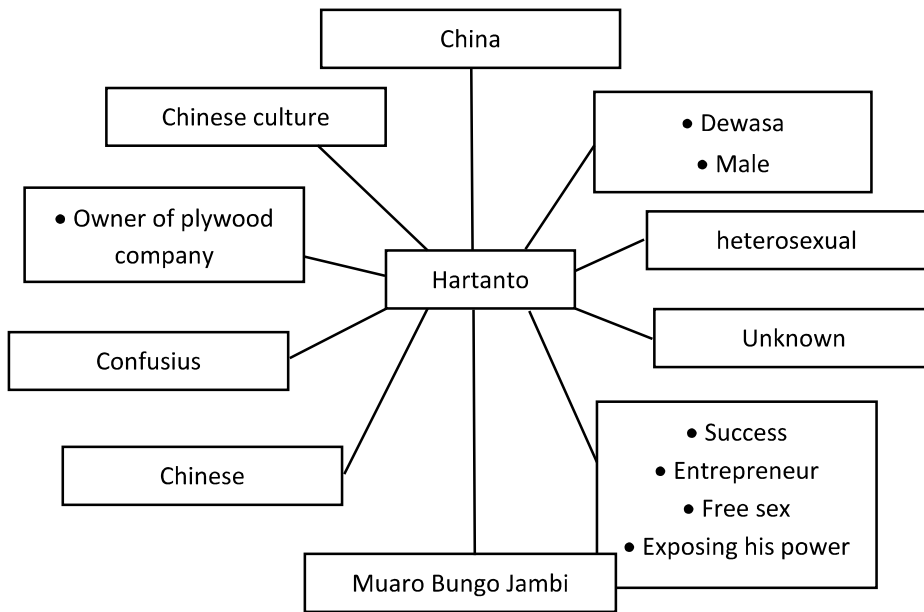 China
Chinese culture
• Dewasa
• Male
• Owner of plywood
company
heterosexual
Hartanto
Unknown
Confusius
• Success
• Entrepreneur
• Free sex
• Exposing his power
Chinese
Muaro Bungo Jambi